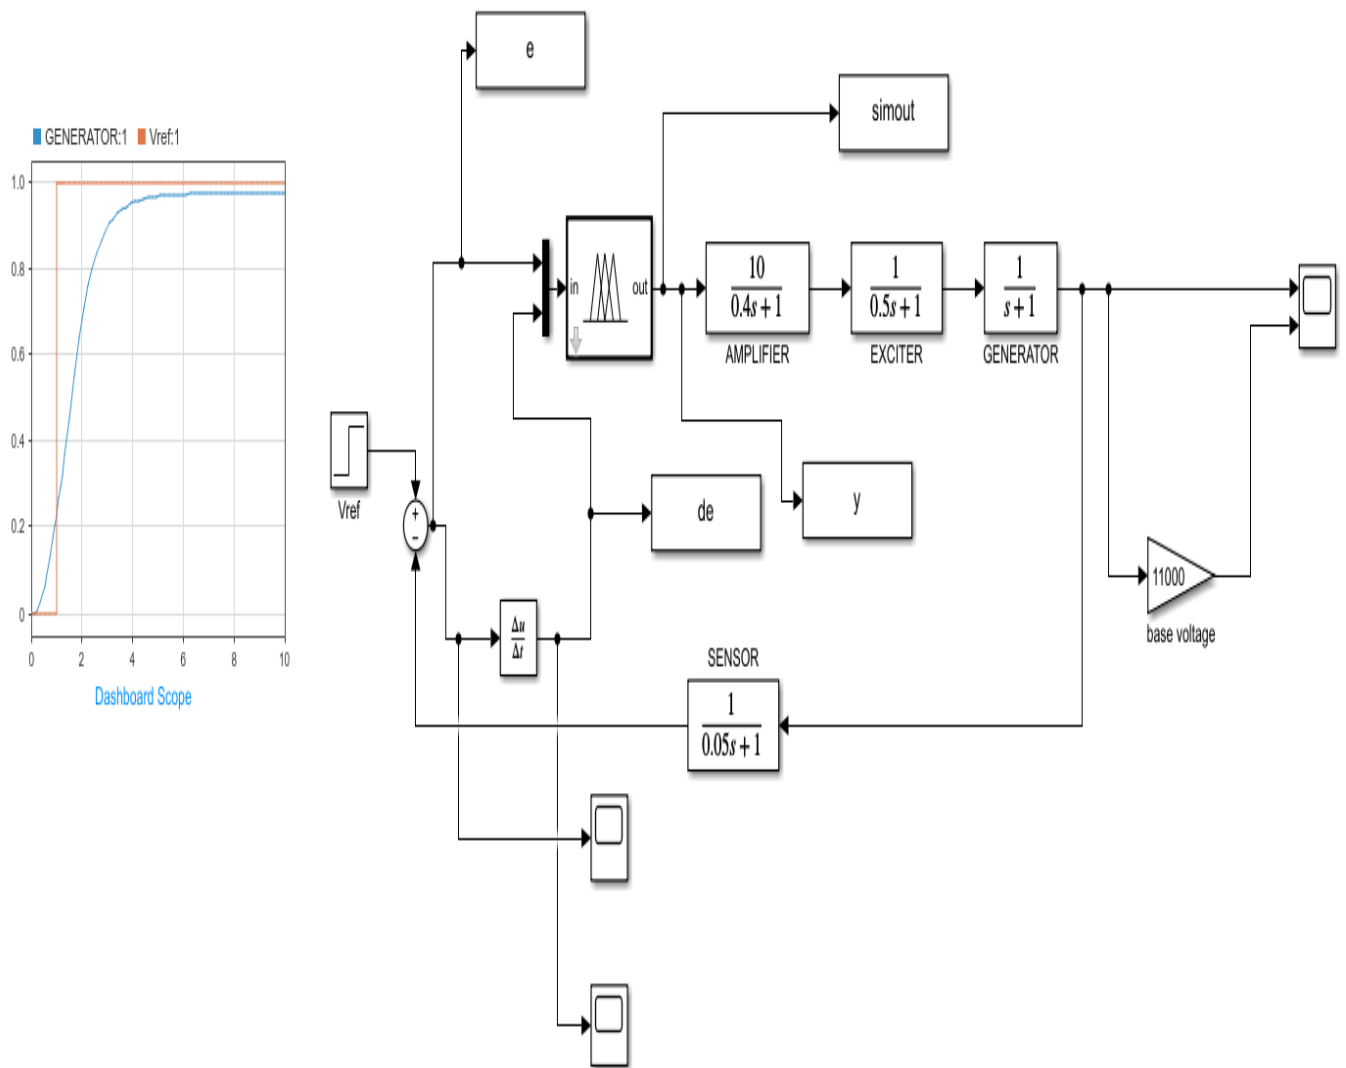 e
simout
GENERATOR:1 Vref:1
1.0
0.8
0.6
0.4
0.2
0
0 2 4 6 8 10
Dashboard Scope
in out
10
0.4s+1
AMPLIFIER
1
0.5s+1
EXCITER
1
s+1
GENERATOR
Vref
+
−
de
y
11000
base voltage
Δu
Δt
SENSOR
1
0.05s+1